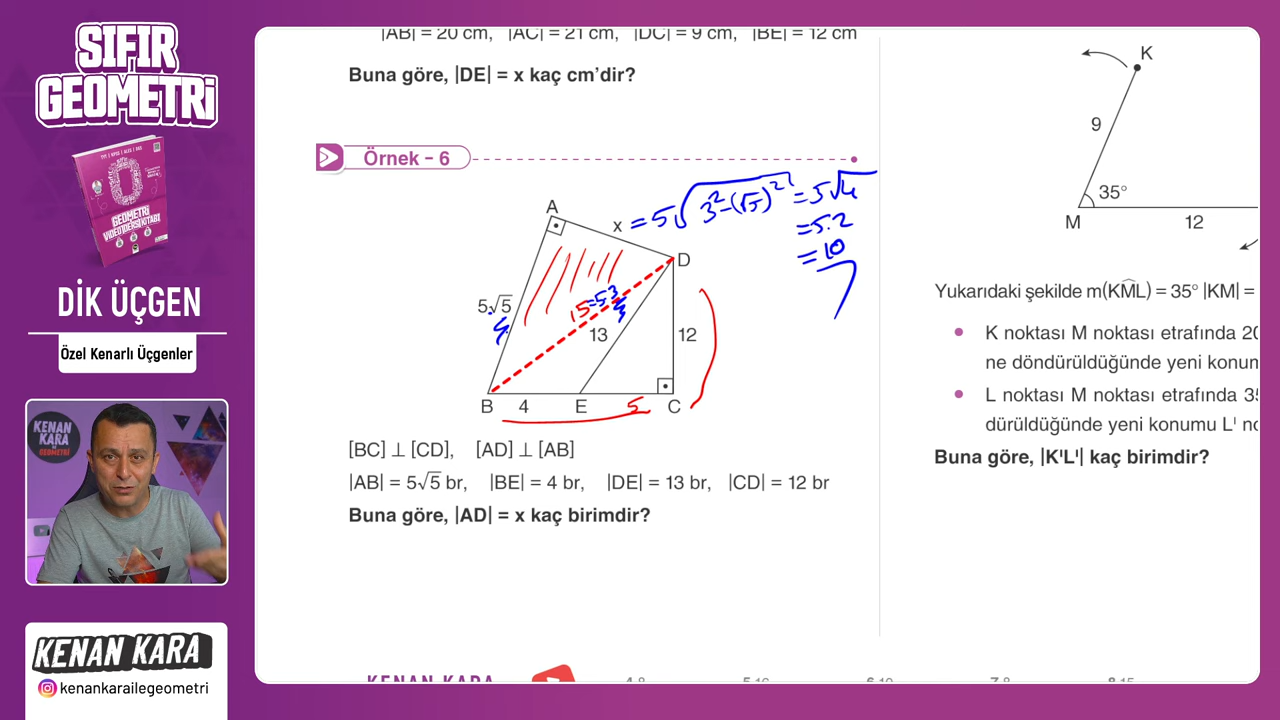 SIFIR
GEOMETRİ
GEOMETRİ
VİDEO DERS KİTABI
DİK ÜÇGEN
Özel Kenarlı Üçgenler
KENAN
KARA
GEOMETRİ
KENAN KARA
kenankarailegeometri
|AB| = 20 cm, |AC| = 21 cm, |DC| = 9 cm, |BE| = 12 cm
Buna göre, |DE| = x kaç cm'dir?
Örnek – 6
A
x = 5√(3² – (√5)²) = 5√4
= 5.2
= 10
D
5√5
15 = 5.3
13
12
B 4 E 5 C
[BC] ⊥ [CD], [AD] ⊥ [AB]
|AB| = 5√5 br, |BE| = 4 br, |DE| = 13 br, |CD| = 12 br
Buna göre, |AD| = x kaç birimdir?
KENAN KARA
K
9
35°
M
12
Yukarıdaki şekilde m(KML) = 35° |KM| =
• K noktası M noktası etrafında 20
ne döndürüldüğünde yeni konum
• L noktası M noktası etrafında 35
dürüldüğünde yeni konumu L' no
Buna göre, |K'L'| kaç birimdir?